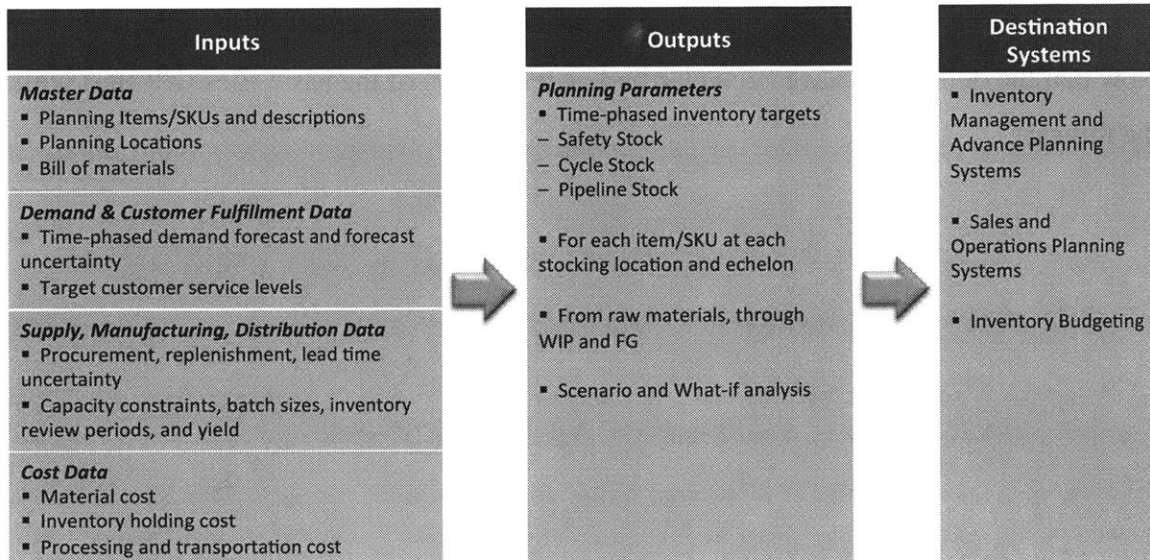 Inputs
Master Data
▪ Planning Items/SKUs and descriptions
▪ Planning Locations
▪ Bill of materials
Demand & Customer Fulfillment Data
▪ Time-phased demand forecast and forecast
uncertainty
▪ Target customer service levels
Supply, Manufacturing, Distribution Data
▪ Procurement, replenishment, lead time
uncertainty
▪ Capacity constraints, batch sizes, inventory
review periods, and yield
Cost Data
▪ Material cost
▪ Inventory holding cost
▪ Processing and transportation cost
Outputs
Planning Parameters
▪ Time-phased inventory targets
– Safety Stock
– Cycle Stock
– Pipeline Stock
▪ For each item/SKU at each
stocking location and echelon
▪ From raw materials, through
WIP and FG
▪ Scenario and What-if analysis
Destination
Systems
▪ Inventory
Management and
Advance Planning
Systems
▪ Sales and
Operations Planning
Systems
▪ Inventory Budgeting